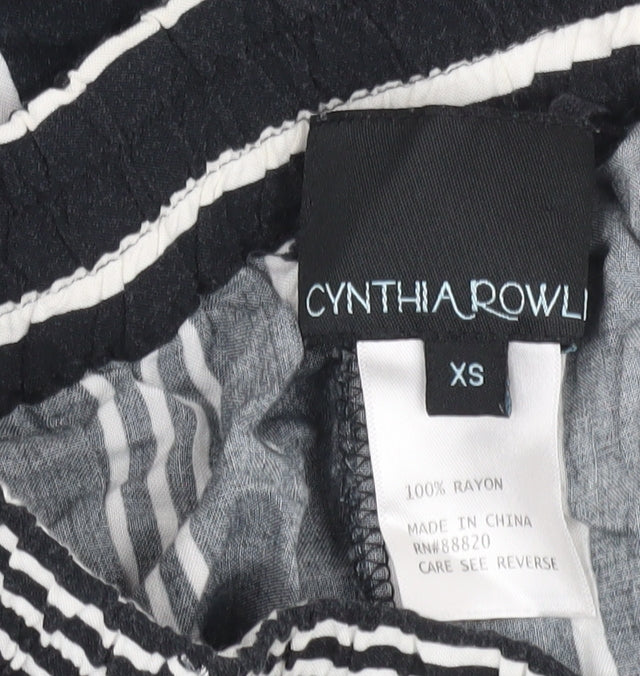 CYNTHIA ROWL
XS
100% RAYON
MADE IN CHINA
RN#88820
CARE SEE REVERSE